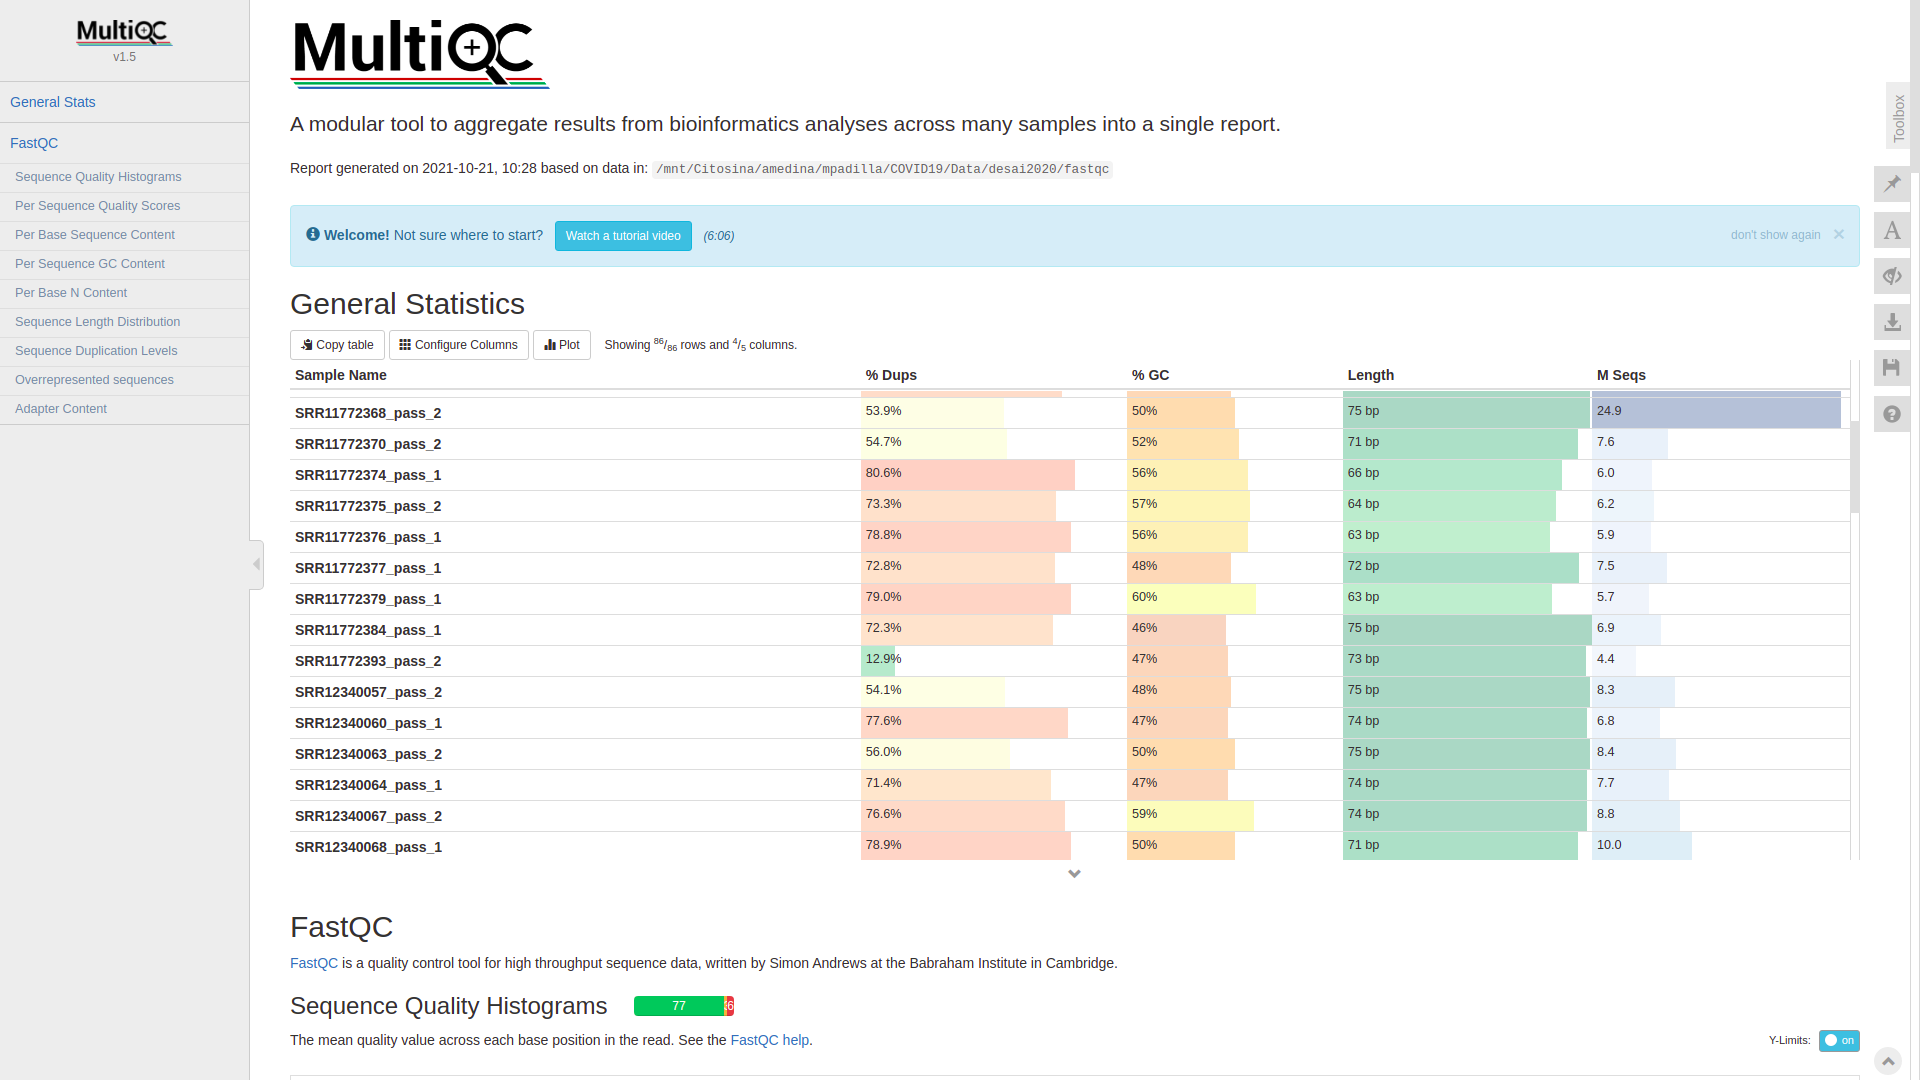 MultiQC
v1.5
General Stats
FastQC
Sequence Quality Histograms
Per Sequence Quality Scores
Per Base Sequence Content
Per Sequence GC Content
Per Base N Content
Sequence Length Distribution
Sequence Duplication Levels
Overrepresented sequences
Adapter Content
MultiQC
A modular tool to aggregate results from bioinformatics analyses across many samples into a single report.
Report generated on 2021-10-21, 10:28 based on data in: /mnt/Citosina/amedina/mpadilla/COVID19/Data/desai2020/fastqc
Welcome! Not sure where to start? Watch a tutorial video (6:06) don't show again ×
General Statistics
Copy table Configure Columns Plot Showing 86/86 rows and 4/5 columns.
Sample Name % Dups % GC Length M Seqs
SRR11772368_pass_2 53.9% 50% 75 bp 24.9
SRR11772370_pass_2 54.7% 52% 71 bp 7.6
SRR11772374_pass_1 80.6% 56% 66 bp 6.0
SRR11772375_pass_2 73.3% 57% 64 bp 6.2
SRR11772376_pass_1 78.8% 56% 63 bp 5.9
SRR11772377_pass_1 72.8% 48% 72 bp 7.5
SRR11772379_pass_1 79.0% 60% 63 bp 5.7
SRR11772384_pass_1 72.3% 46% 75 bp 6.9
SRR11772393_pass_2 12.9% 47% 73 bp 4.4
SRR12340057_pass_2 54.1% 48% 75 bp 8.3
SRR12340060_pass_1 77.6% 47% 74 bp 6.8
SRR12340063_pass_2 56.0% 50% 75 bp 8.4
SRR12340064_pass_1 71.4% 47% 74 bp 7.7
SRR12340067_pass_2 76.6% 59% 74 bp 8.8
SRR12340068_pass_1 78.9% 50% 71 bp 10.0
FastQC
FastQC is a quality control tool for high throughput sequence data, written by Simon Andrews at the Babraham Institute in Cambridge.
Sequence Quality Histograms 77 6
The mean quality value across each base position in the read. See the FastQC help.
Y-Limits: on
Toolbox
A